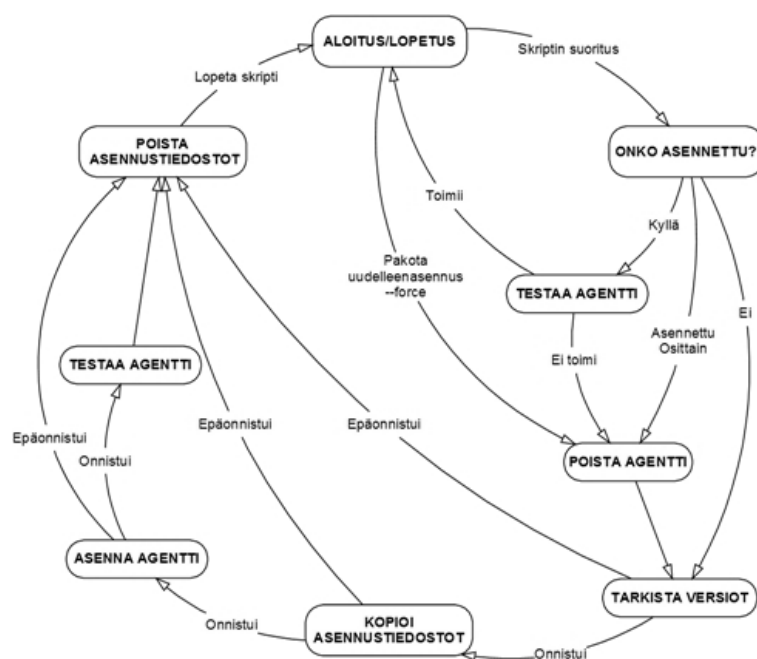 ALOITUS/LOPETUS
Skriptin suoritus
Lopeta skripti
POISTA
ASENNUSTIEDOSTOT
ONKO ASENNETTU?
Toimii
Kyllä
Pakota
uudelleenasennus
--force
TESTAA AGENTTI
Ei
Asennettu
Osittain
TESTAA AGENTTI
Ei toimi
Epäonnistui
Onnistui
Epäonnistui
Epäonnistui
POISTA AGENTTI
ASENNA AGENTTI
TARKISTA VERSIOT
Onnistui
KOPIOI
ASENNUSTIEDOSTOT
Onnistui